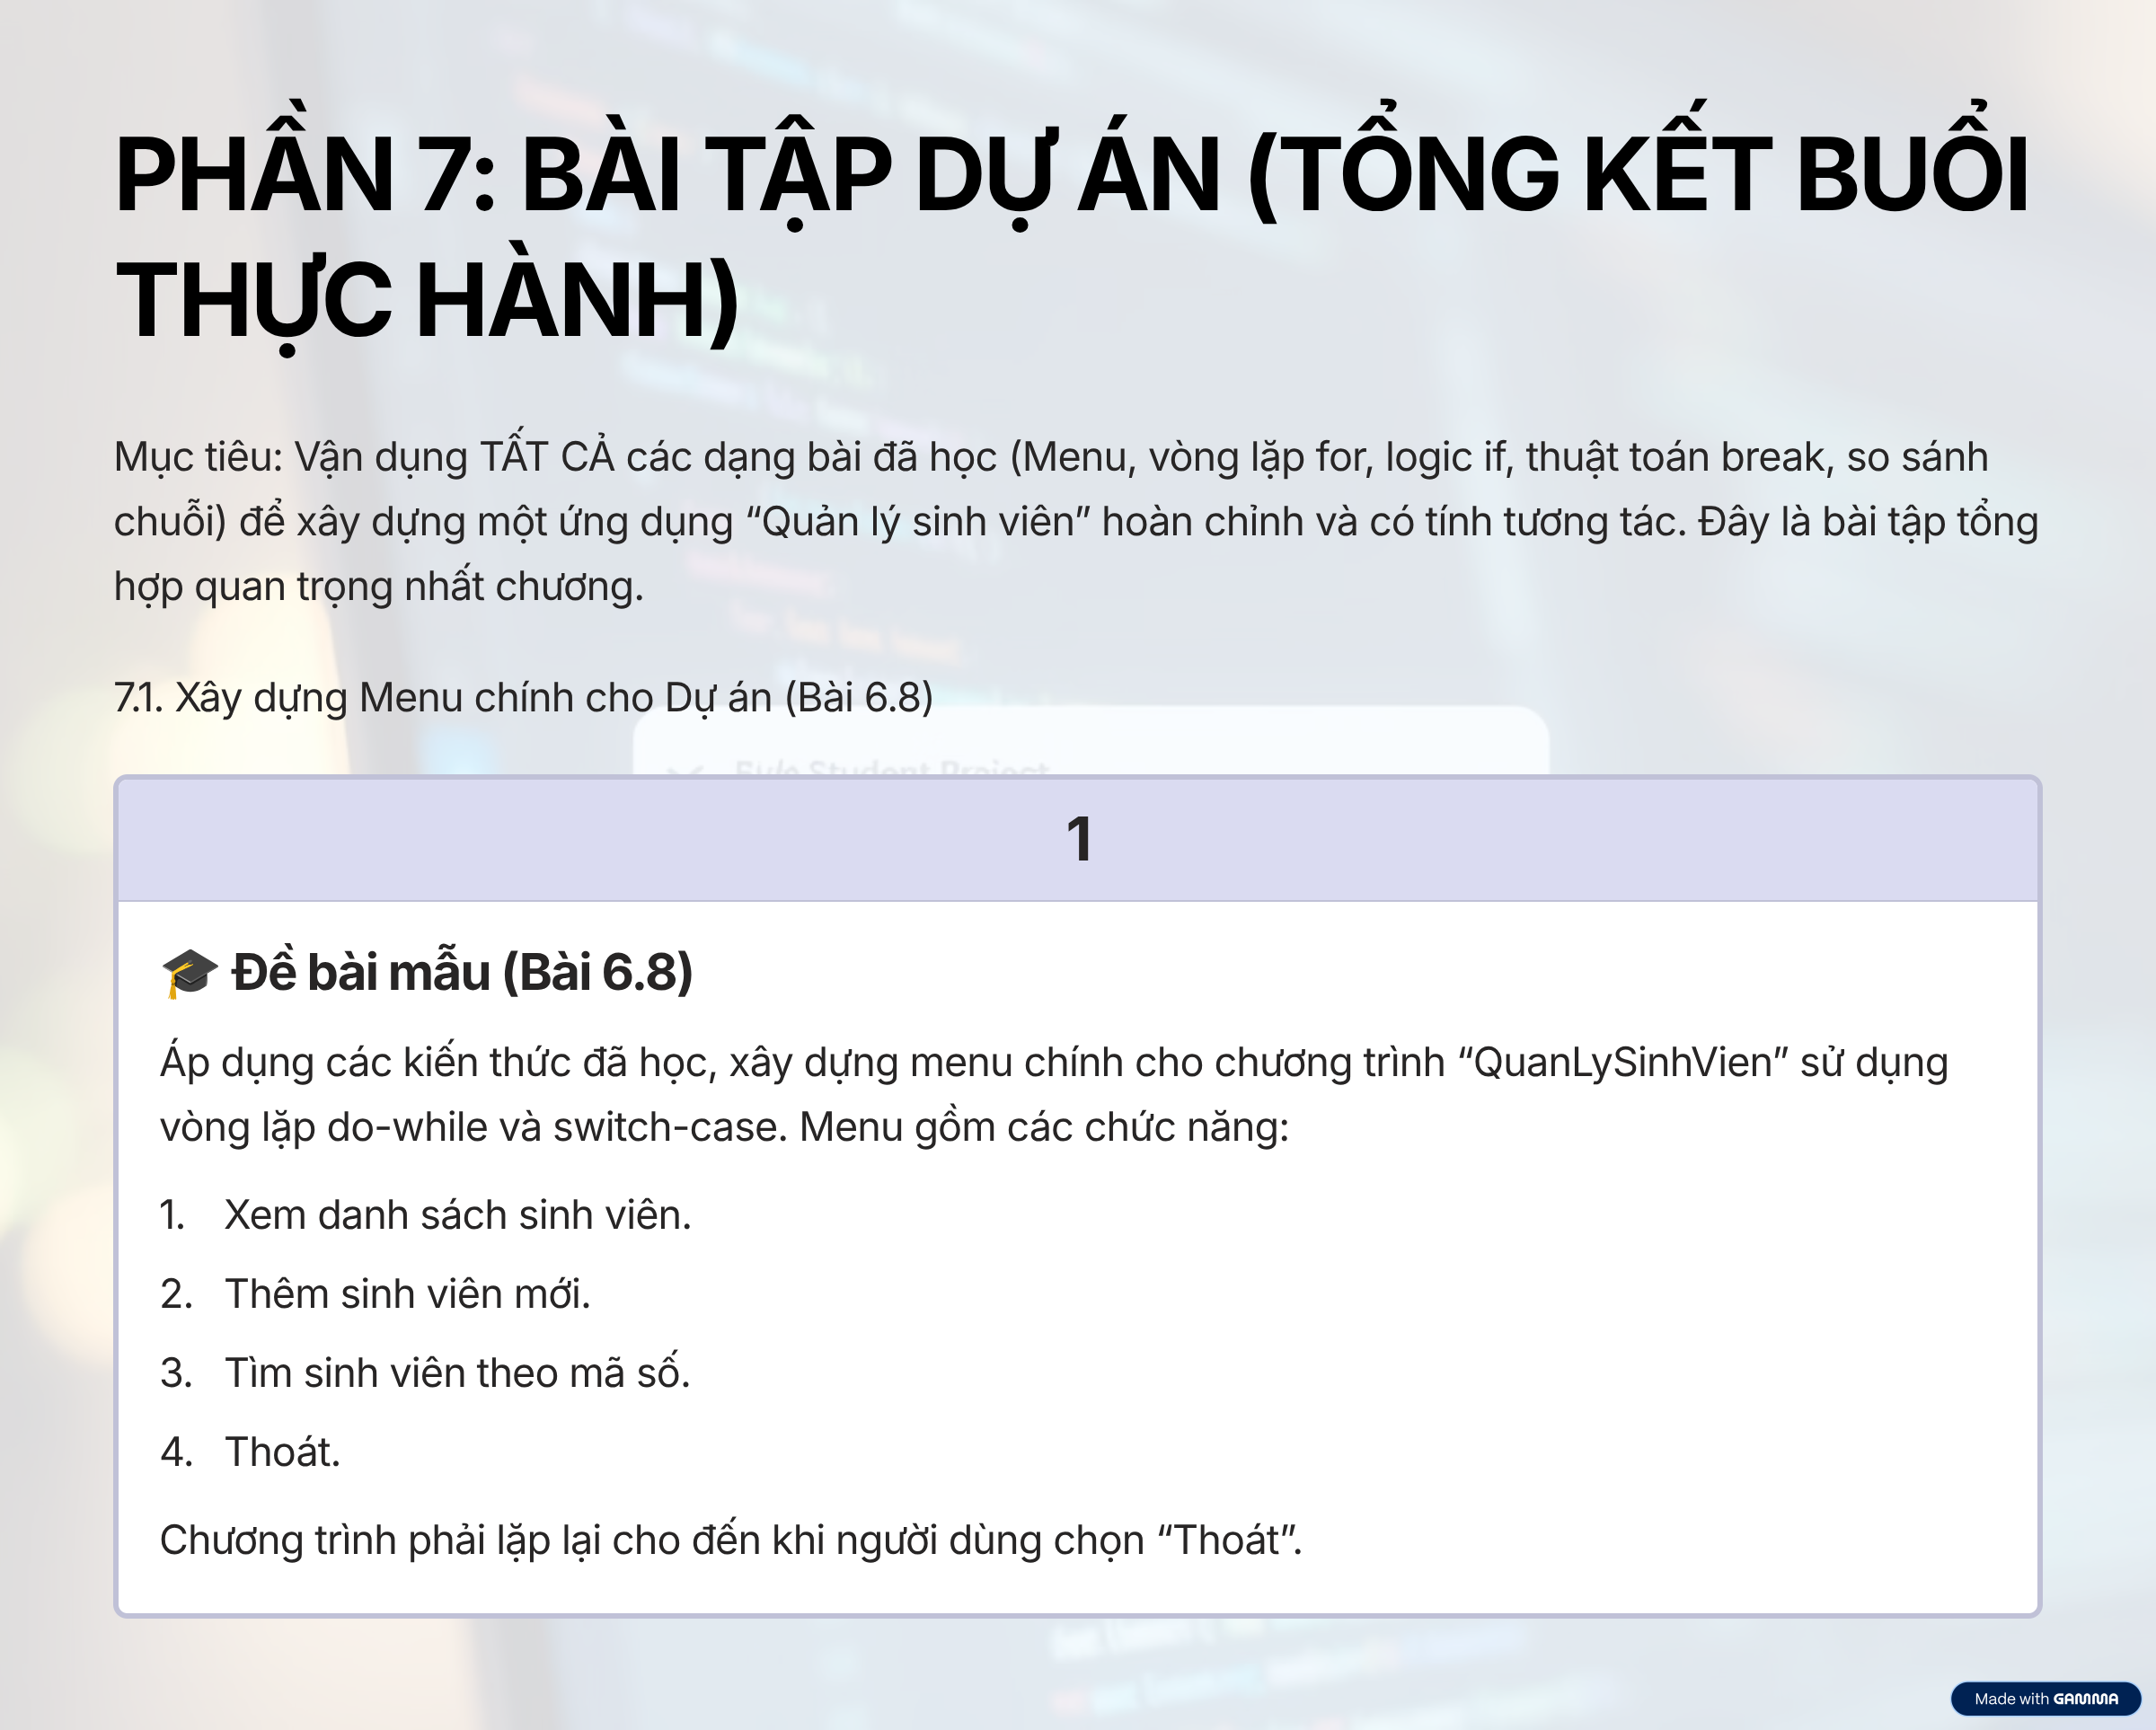 PHẦN 7: BÀI TẬP DỰ ÁN (TỔNG KẾT BUỔI
THỰC HÀNH)
Mục tiêu: Vận dụng TẤT CẢ các dạng bài đã học (Menu, vòng lặp for, logic if, thuật toán break, so sánh
chuỗi) để xây dựng một ứng dụng “Quản lý sinh viên” hoàn chỉnh và có tính tương tác. Đây là bài tập tổng
hợp quan trọng nhất chương.
7.1. Xây dựng Menu chính cho Dự án (Bài 6.8)
Student
1
🎓 Đề bài mẫu (Bài 6.8)
Áp dụng các kiến thức đã học, xây dựng menu chính cho chương trình “QuanLySinhVien” sử dụng
vòng lặp do-while và switch-case. Menu gồm các chức năng:
1. Xem danh sách sinh viên.
2. Thêm sinh viên mới.
3. Tìm sinh viên theo mã số.
4. Thoát.
Chương trình phải lặp lại cho đến khi người dùng chọn “Thoát”.
Made with GAMMA